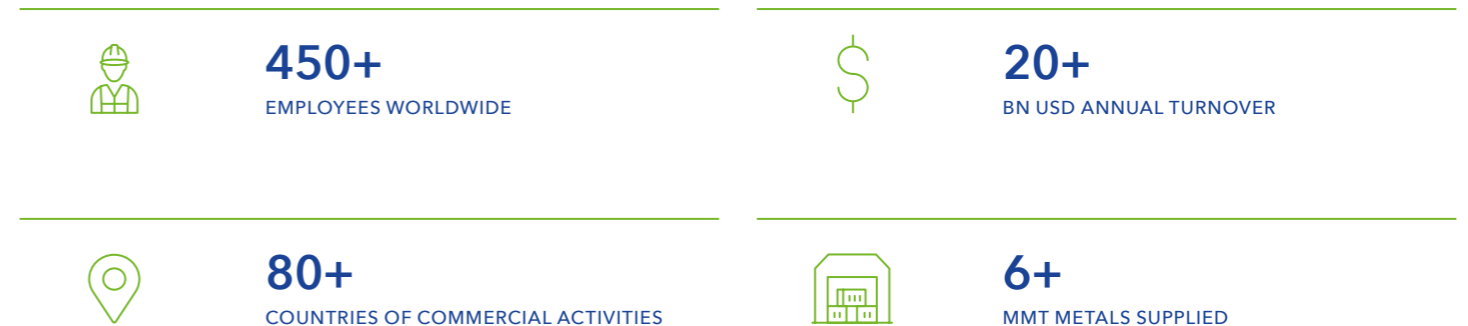 450+
EMPLOYEES WORLDWIDE
20+
BN USD ANNUAL TURNOVER
80+
COUNTRIES OF COMMERCIAL ACTIVITIES
6+
MMT METALS SUPPLIED